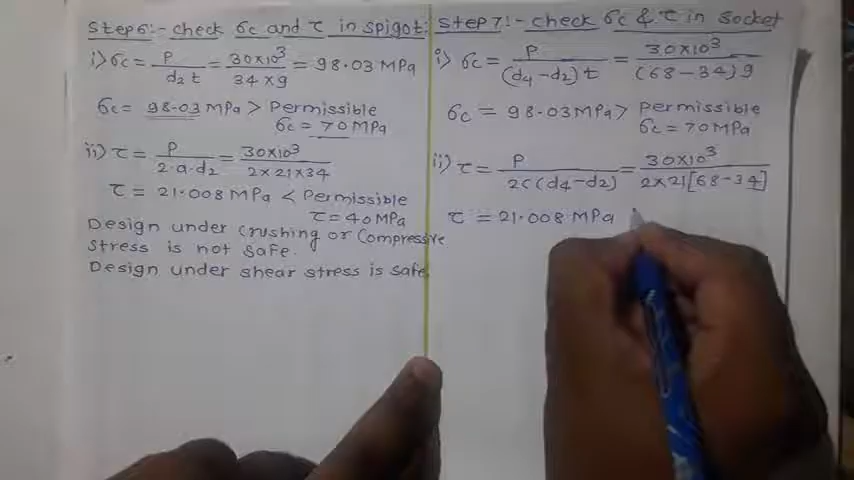 Step 6:- check σc and τ in spigot:
i) σc = P / d2 t = 30×10³ / 34×9 = 98.03 MPa
σc = 98.03 MPa > Permissible
σc = 70 MPa
ii) τ = P / 2·a·d2 = 30×10³ / 2×21×34
τ = 21.008 MPa < Permissible
τ = 40 MPa
Design under crushing or Compressive
stress is not safe.
Design under shear stress is safe.
Step 7:- check σc & τ in socket
i) σc = P / (d4-d2) t = 30×10³ / (68-34) 9
σc = 98.03 MPa > Permissible
σc = 70 MPa
ii) τ = P / 2c(d4-d2) = 30×10³ / 2×21[68-34]
τ = 21.008 MPa